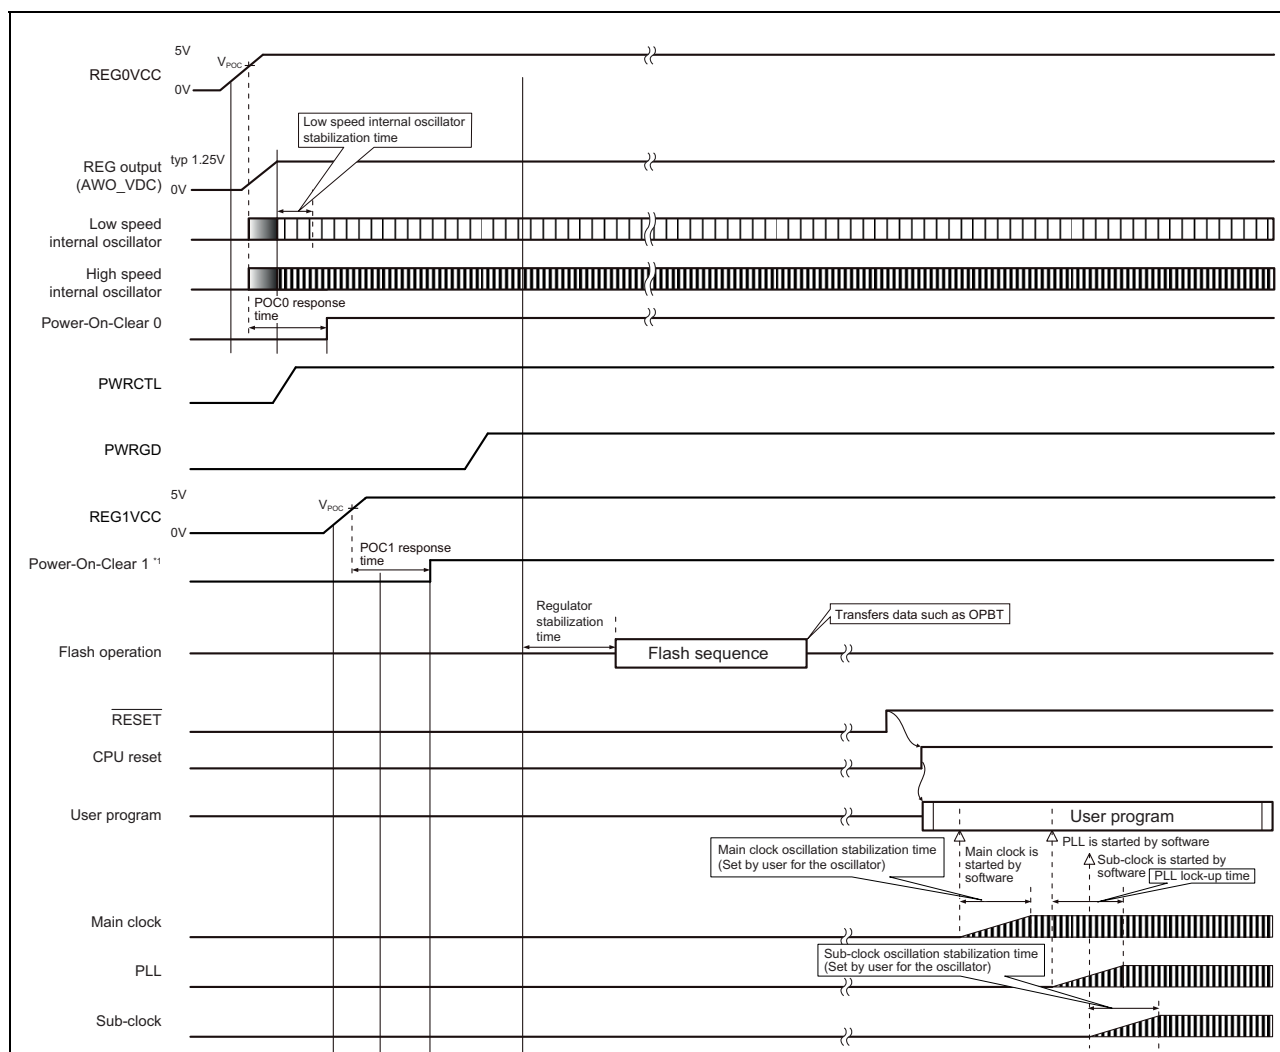 5V
REG0VCC
VPOC
0V
Low speed internal oscillator
stabilization time
REG output
(AWO_VDC)
typ 1.25V
0V
Low speed
internal oscillator
High speed
internal oscillator
POC0 response
time
Power-On-Clear 0
PWRCTL
PWRGD
5V
REG1VCC
VPOC
0V
Power-On-Clear 1 *1
POC1 response
time
Regulator
stabilization
time
Transfers data such as OPBT
Flash operation
Flash sequence
RESET
CPU reset
User program
User program
Main clock oscillation stabilization time
(Set by user for the oscillator)
Main clock is
started by
software
PLL is started by software
Sub-clock is started by
software
PLL lock-up time
Main clock
Sub-clock oscillation stabilization time
(Set by user for the oscillator)
PLL
Sub-clock